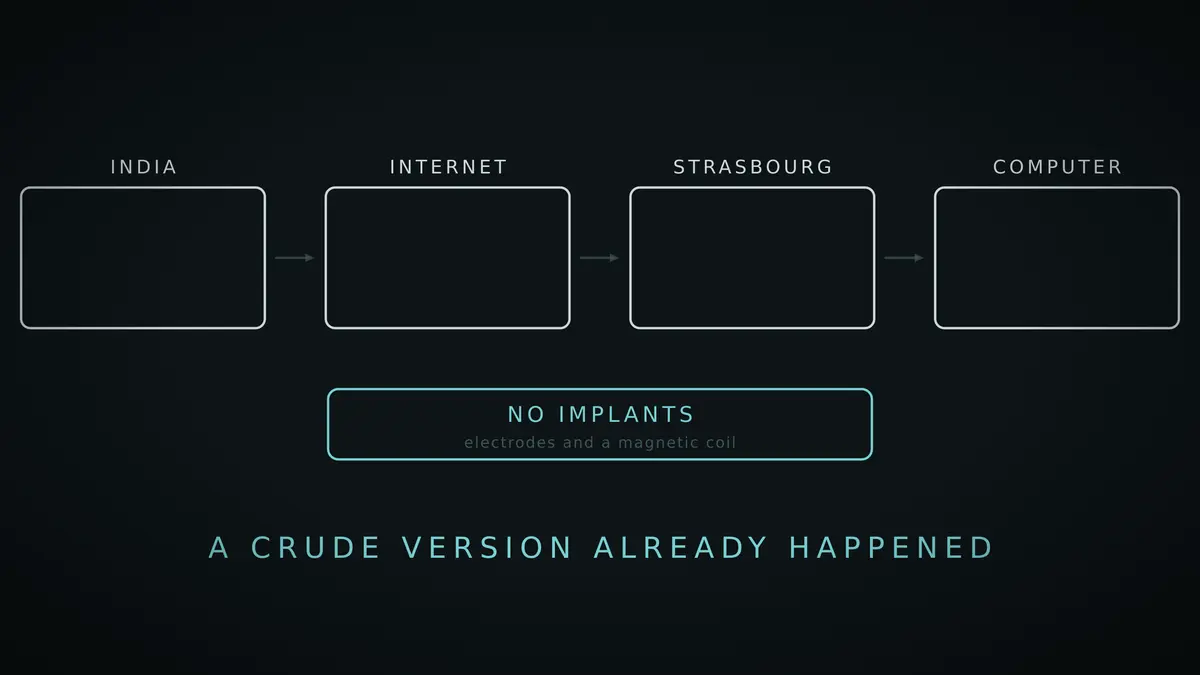 INDIA
INTERNET
STRASBOURG
COMPUTER
NO IMPLANTS
electrodes and a magnetic coil
A CRUDE VERSION ALREADY HAPPENED